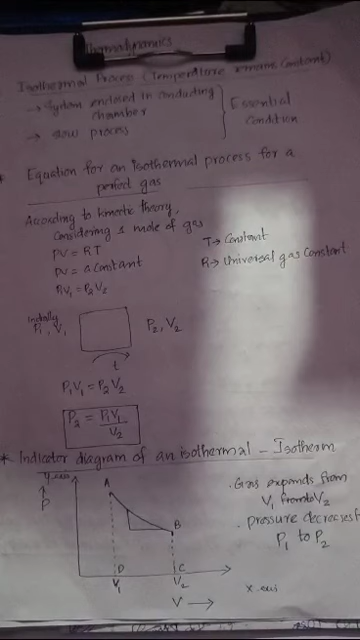 Thermodynamics
Isothermal Process (Temperature remains Constant)
→ System enclosed in conducting chamber
→ slow process
Essential Condition
* Equation for an isothermal process for a
perfect gas
According to kinetic theory,
Considering 1 mole of gas
PV = RT
PV = a constant
P₁V₁ = P₂V₂
T → Constant
R → Universal gas constant
Initially
P₁, V₁
P₂, V₂
t
P₁V₁ = P₂V₂
P₂ = P₁V₁ / V₂
* Indicator diagram of an isothermal - Isotherm
y-axis
↑
P
A
B
D
C
V₁
V₂
V →
x-axis
. Gas expands from
V₁ from to V₂
. Pressure decreases f
P₁ to P₂